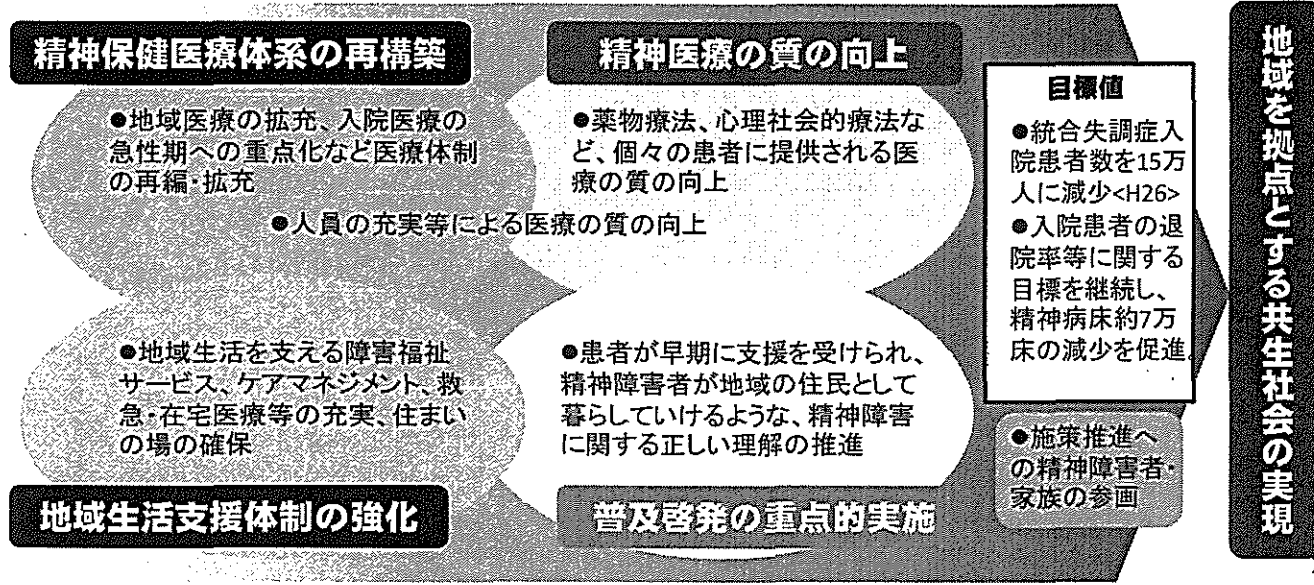 精神保健医療体系の再構築
●地域医療の拡充、入院医療の
急性期への重点化など医療体制
の再編・拡充
精神医療の質の向上
●薬物療法、心理社会的療法な
ど、個々の患者に提供される医
療の質の向上
●人員の充実等による医療の質の向上
●地域生活を支える障害福祉
サービス、ケアマネジメント、救
急・在宅医療等の充実、住まい
の場の確保
地域生活支援体制の強化
●患者が早期に支援を受けられ、
精神障害者が地域の住民として
暮らしていけるような、精神障害
に関する正しい理解の推進
普及啓発の重点的実施
目標値
●統合失調症入
院患者数を15万
人に減少<H26>
●入院患者の退
院率等に関する
目標を継続し、
精神病床約7万
床の減少を促進。
●施策推進へ
の精神障害者・
家族の参画
地域を拠点とする共生社会の実現